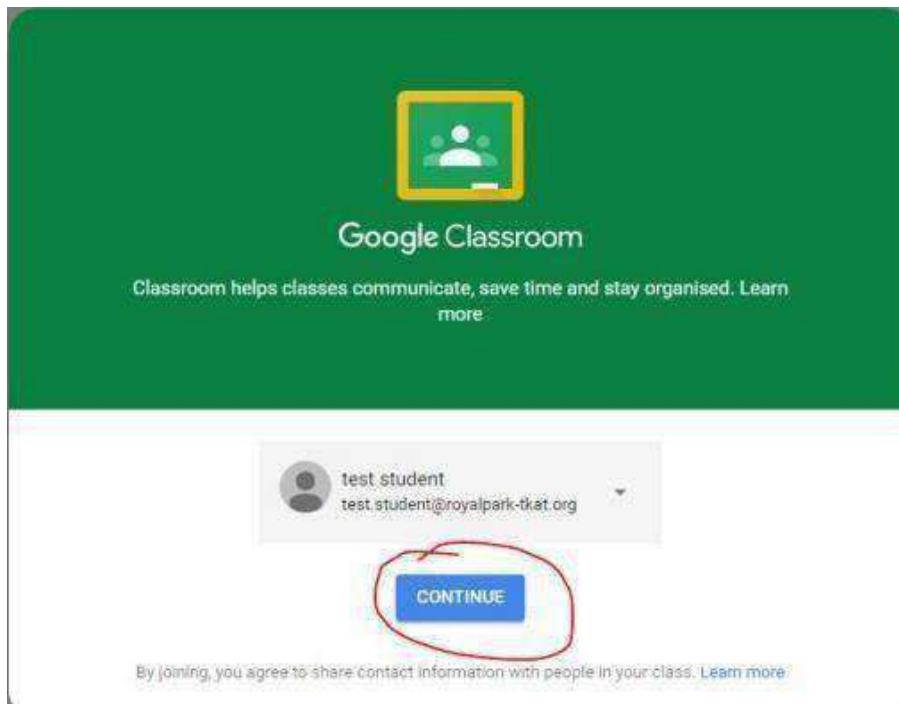 Google Classroom
Classroom helps classes communicate, save time and stay organised. Learn
more
test student
test.student@royalpark-tkat.org
CONTINUE
By joining, you agree to share contact information with people in your class. Learn more